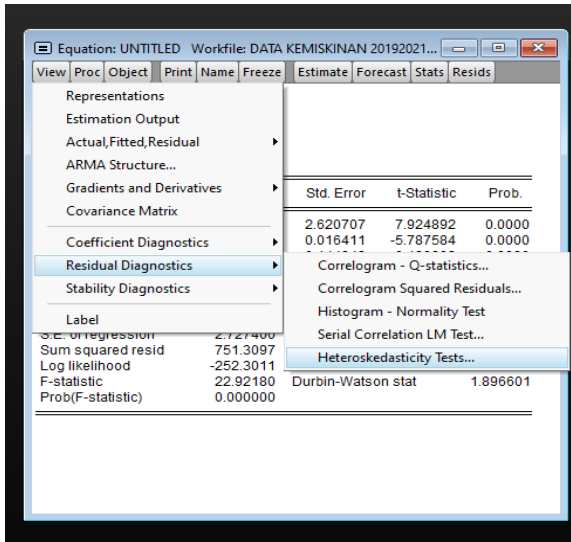 Equation: UNTITLED Workfile: DATA KEMISKINAN 20192021...
View Proc Object Print Name Freeze Estimate Forecast Stats Resids
Representations
Estimation Output
Actual,Fitted,Residual
ARMA Structure...
Gradients and Derivatives
Covariance Matrix
Coefficient Diagnostics
Residual Diagnostics
Stability Diagnostics
Label
Std. Error t-Statistic Prob.
2.620707 7.924892 0.0000
0.016411 -5.787584 0.0000
Correlogram - Q-statistics...
Correlogram Squared Residuals...
Histogram - Normality Test
Serial Correlation LM Test...
Heteroskedasticity Tests...
S.E. of regression 2.727400
Sum squared resid 751.3097
Log likelihood -252.3011
F-statistic 22.92180 Durbin-Watson stat 1.896601
Prob(F-statistic) 0.000000